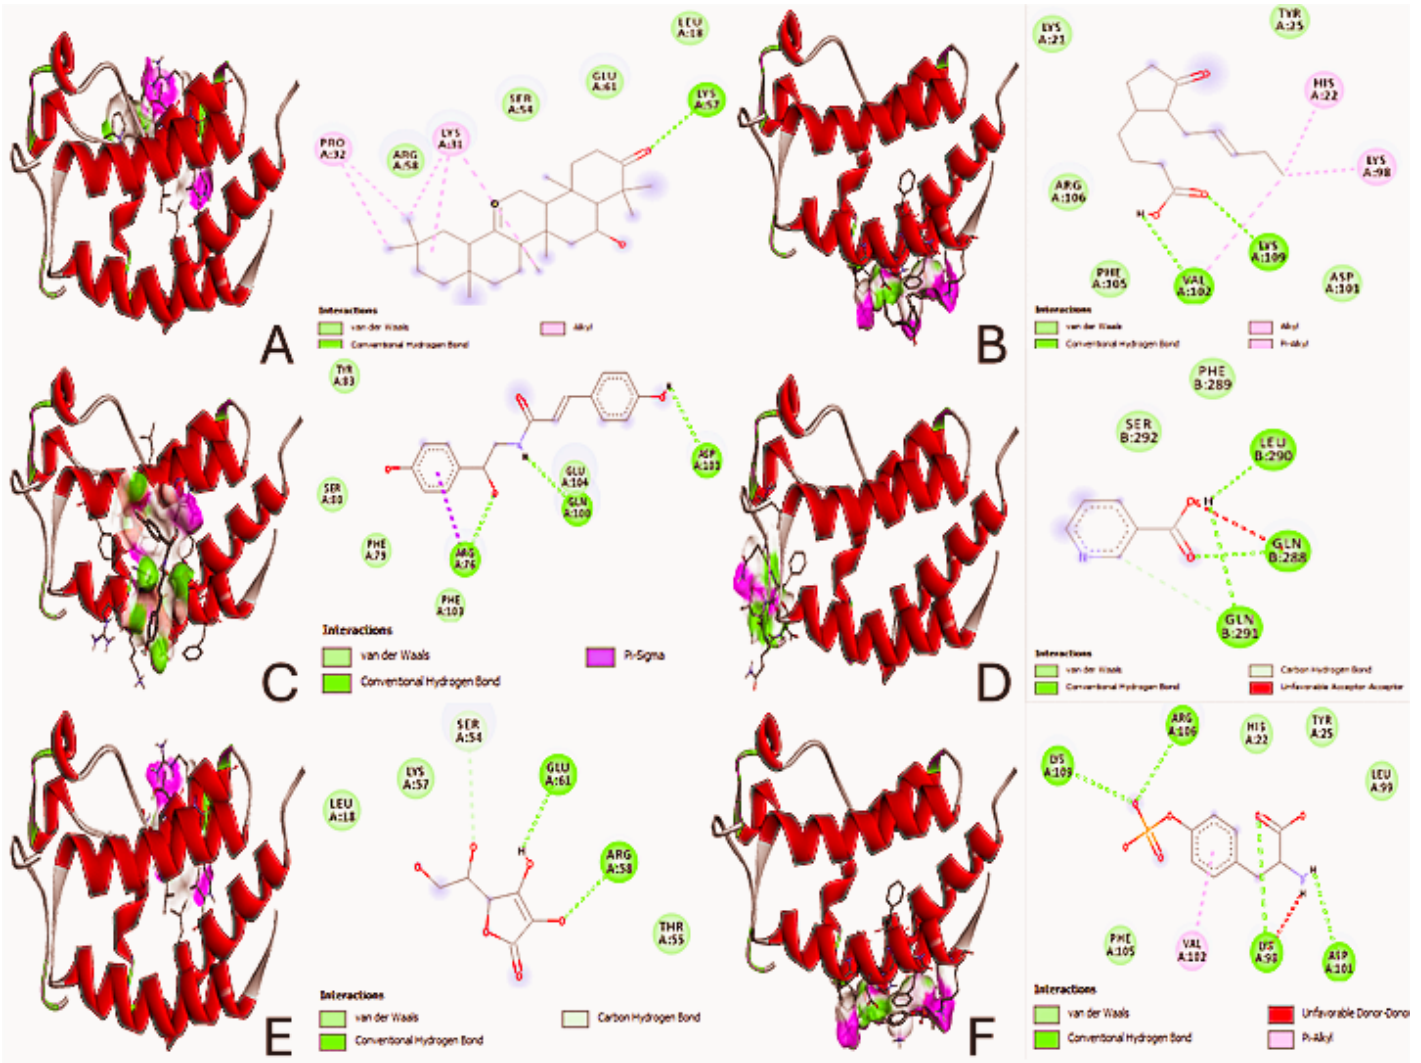 LEU
A:18
GLU
A:61
LYS
A:57
SER
A:54
LYS
A:31
PRO
A:32
ARG
A:58
O
Interactions
van der Waals
Conventional Hydrogen Bond
Alkyl
A
LYS
A:21
TYR
A:25
HIS
A:22
LYS
A:98
ARG
A:106
O
H
O
O
LYS
A:109
PHE
A:105
VAL
A:102
ASP
A:101
Interactions
van der Waals
Conventional Hydrogen Bond
Alkyl
Pi-Alkyl
B
TYR
A:83
ASP
A:101
GLU
A:104
GLN
A:100
SER
A:80
PHE
A:79
ARG
A:76
PHE
A:103
Interactions
van der Waals
Conventional Hydrogen Bond
Pi-Sigma
C
PHE
B:289
SER
B:292
LEU
B:290
O
H
O
N
GLN
B:288
GLN
B:291
Interactions
van der Waals
Conventional Hydrogen Bond
Carbon Hydrogen Bond
Unfavorable Acceptor-Acceptor
D
SER
A:54
LYS
A:57
GLU
A:61
LEU
A:18
H
O
ARG
A:58
O
O
THR
A:55
Interactions
van der Waals
Conventional Hydrogen Bond
Carbon Hydrogen Bond
E
ARG
A:106
HIS
A:22
TYR
A:25
LYS
A:109
LEU
A:99
O
P
O
H
N
H
PHE
A:105
VAL
A:102
LYS
A:98
ASP
A:101
Interactions
van der Waals
Conventional Hydrogen Bond
Unfavorable Donor-Donor
Pi-Alkyl
F